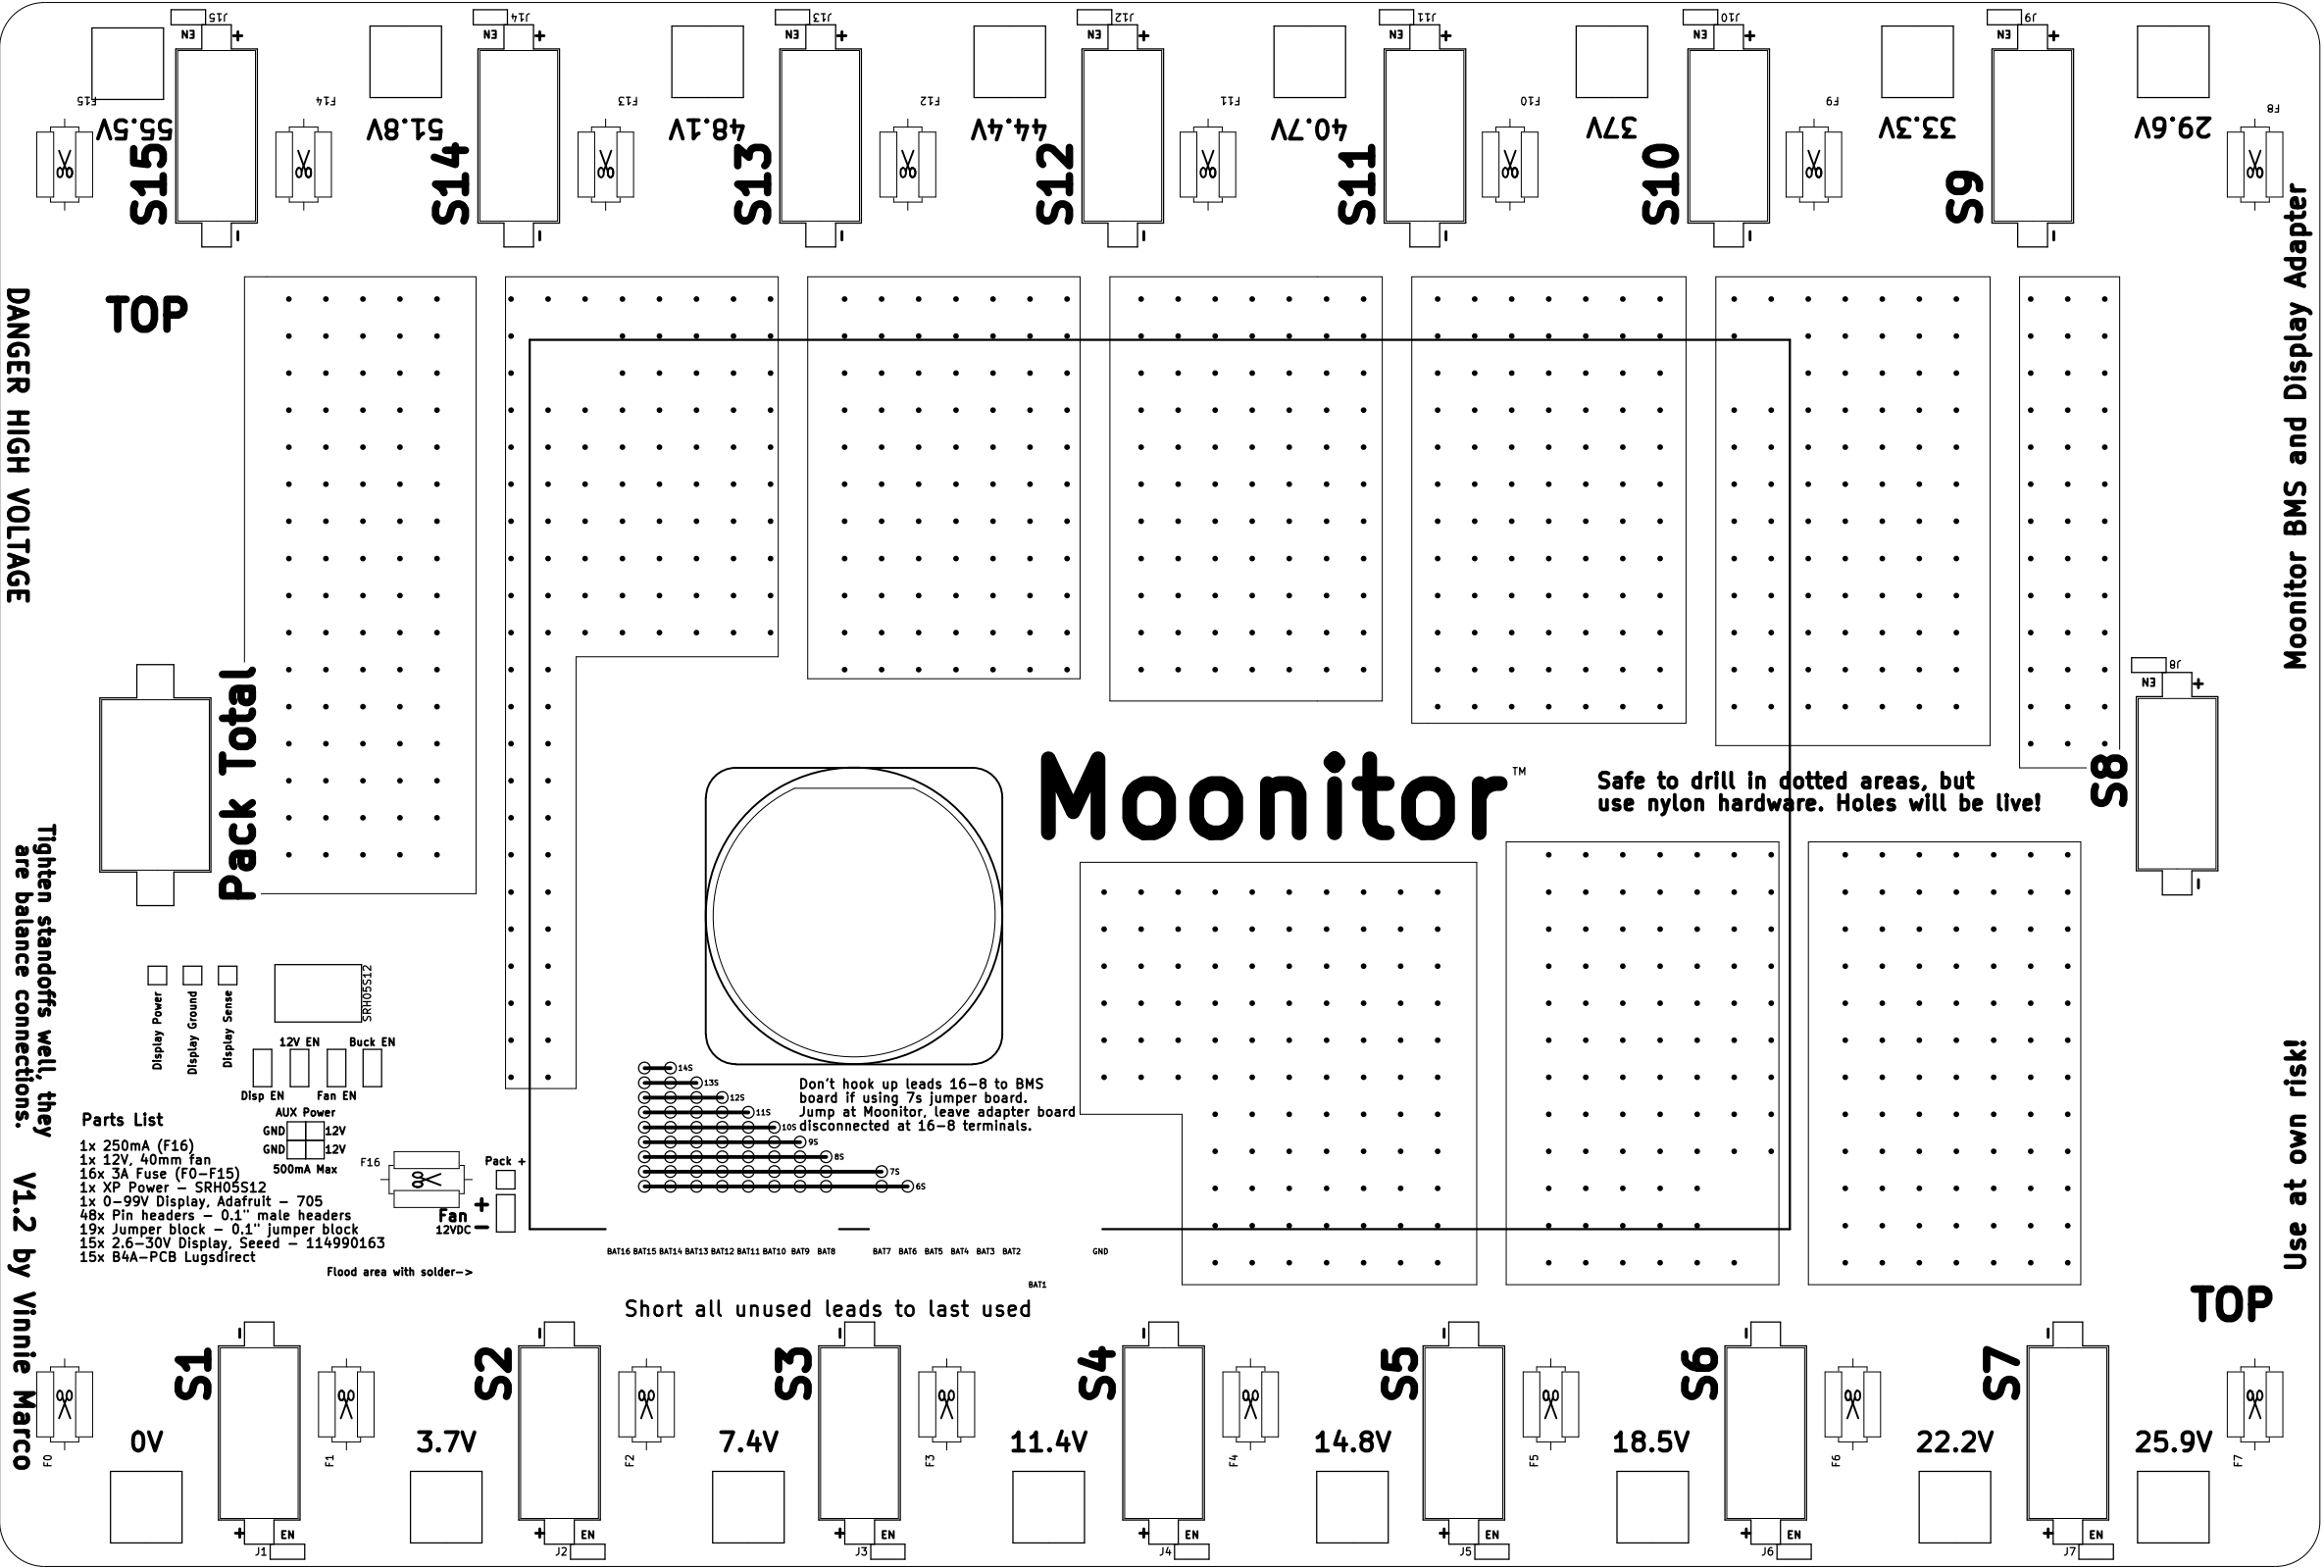 J15
J14
J13
J12
J11
J10
J9
EN +
EN +
EN +
EN +
EN +
EN +
EN +
F15
F14
F13
F12
F11
F10
F9
F8
55.5V
51.8V
48.1V
44.4V
40.7V
37V
33.3V
29.6V
S15
S14
S13
S12
S11
S10
S9
-
-
-
-
-
-
-
TOP
DANGER HIGH VOLTAGE
Moonitor BMS and Display Adapter
Pack Total
J8
EN +
S8
-
Moonitor™
Safe to drill in dotted areas, but
use nylon hardware. Holes will be live!
Tighten standoffs well, they
are balance connections.
V1.2 by Vinnie Marco
Display Power
Display Ground
Display Sense
SRH05S12
12V EN
Buck EN
Disp EN
Fan EN
AUX Power
GND 12V
GND 12V
500mA Max
Parts List
1x 250mA (F16)
1x 12V, 40mm fan
16x 3A Fuse (F0-F15)
1x XP Power - SRH05S12
1x 0-99V Display, Adafruit - 705
48x Pin headers - 0.1" male headers
19x Jumper block - 0.1" jumper block
15x 2.6-30V Display, Seeed - 114990163
15x B4A-PCB Lugsdirect
F16
Pack +
+
Fan
12VDC -
Flood area with solder->
14S
13S
12S
11S
10S
9S
8S
7S
6S
Don't hook up leads 16-8 to BMS
board if using 7s jumper board.
Jump at Moonitor, leave adapter board
disconnected at 16-8 terminals.
BAT16 BAT15 BAT14 BAT13 BAT12 BAT11 BAT10 BAT9 BAT8 BAT7 BAT6 BAT5 BAT4 BAT3 BAT2 GND
BAT1
Short all unused leads to last used
Use at own risk!
TOP
-
-
-
-
-
-
-
S1
S2
S3
S4
S5
S6
S7
0V
3.7V
7.4V
11.4V
14.8V
18.5V
22.2V
25.9V
F0
F1
F2
F3
F4
F5
F6
F7
+ EN
+ EN
+ EN
+ EN
+ EN
+ EN
+ EN
J1
J2
J3
J4
J5
J6
J7